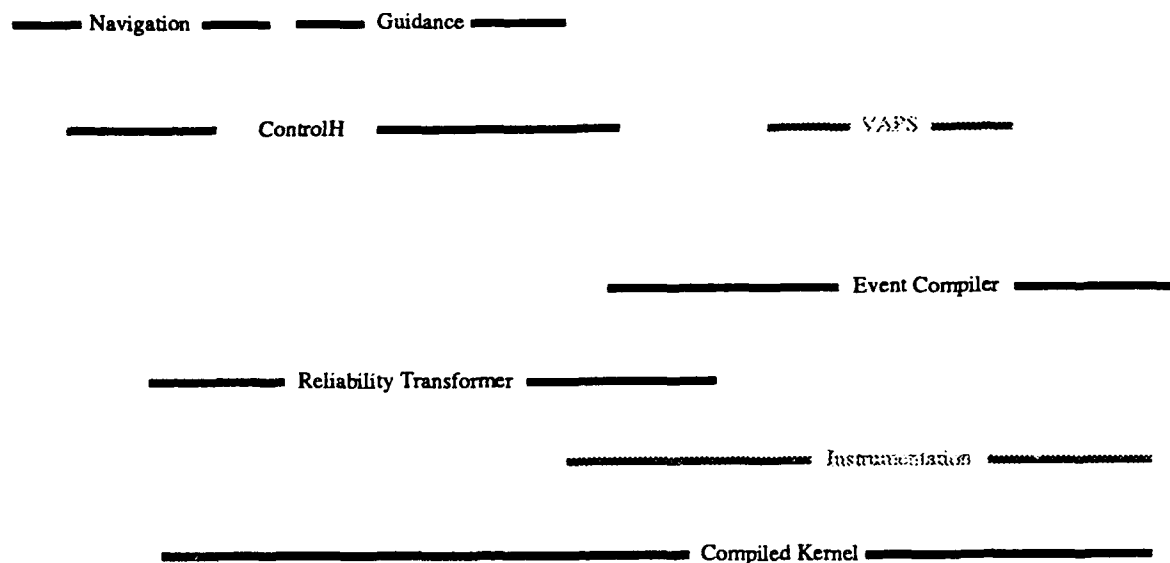 Navigation Guidance
ControlH VAPS
Event Compiler
Reliability Transformer
Instrumentation
Compiled Kernel